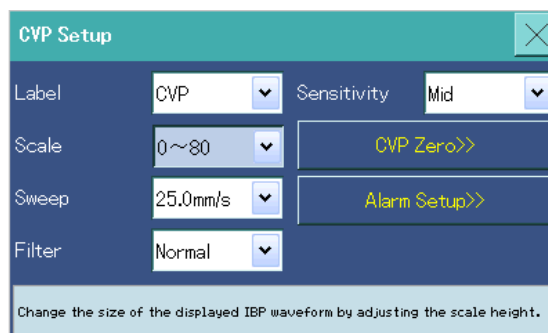 CVP Setup
Label CVP Sensitivity Mid
Scale 0～80 CVP Zero>>
Sweep 25.0mm/s Alarm Setup>>
Filter Normal
Change the size of the displayed IBP waveform by adjusting the scale height.